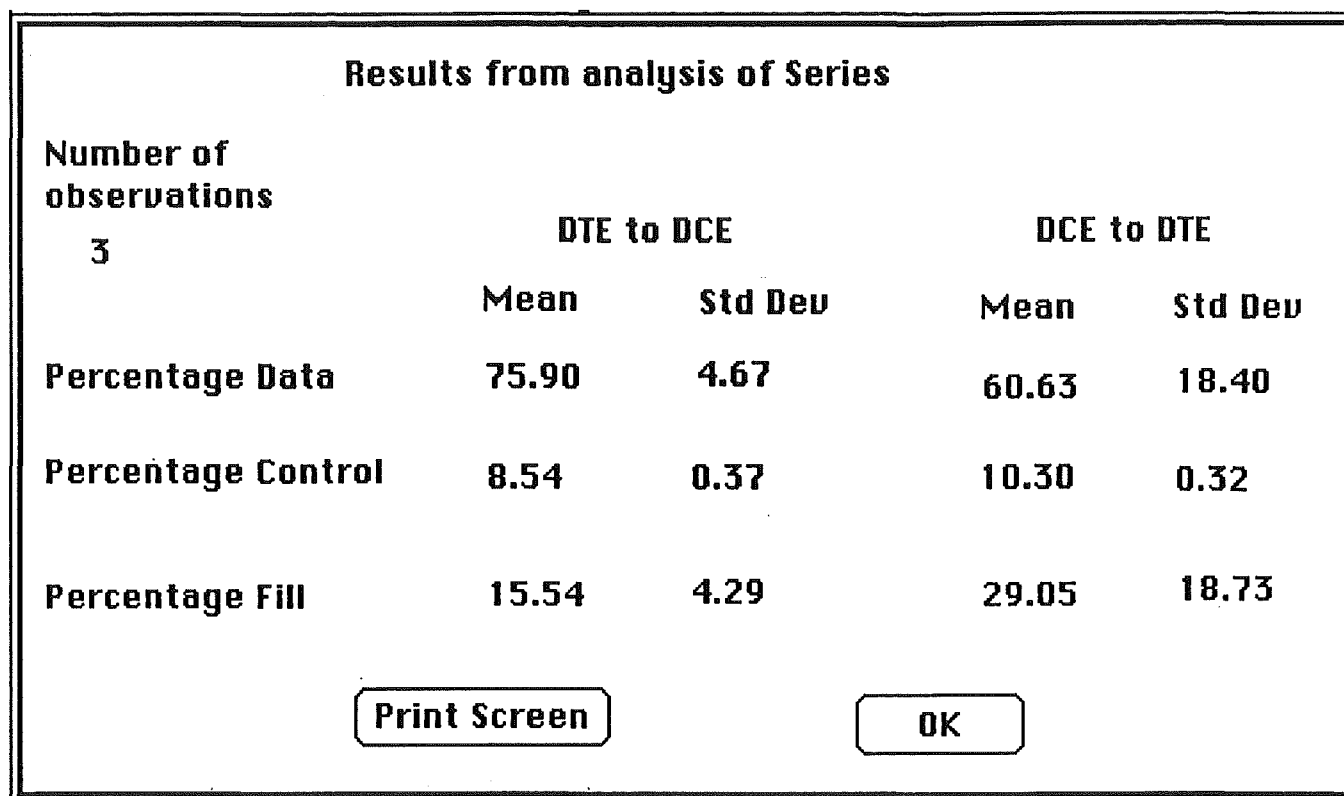 Results from analysis of Series
Number of
observations
3
DTE to DCE DCE to DTE
Mean Std Dev Mean Std Dev
Percentage Data 75.90 4.67 60.63 18.40
Percentage Control 8.54 0.37 10.30 0.32
Percentage Fill 15.54 4.29 29.05 18.73
Print Screen OK